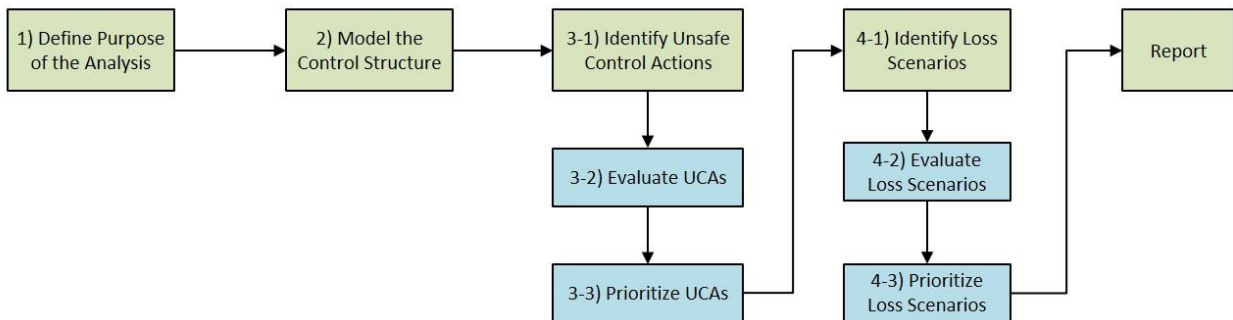 1) Define Purpose
of the Analysis
2) Model the
Control Structure
3-1) Identify Unsafe
Control Actions
3-2) Evaluate UCAs
3-3) Prioritize UCAs
4-1) Identify Loss
Scenarios
4-2) Evaluate
Loss Scenarios
4-3) Prioritize
Loss Scenarios
Report